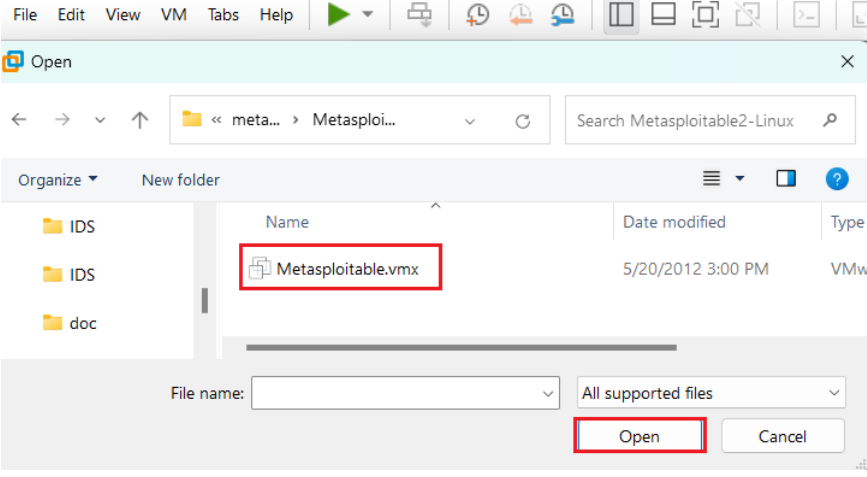 File Edit View VM Tabs Help
Open
« meta... › Metasploi...
Search Metasploitable2-Linux
Organize New folder
?
Name Date modified Type
IDS
Metasploitable.vmx 5/20/2012 3:00 PM VMw
IDS
doc
File name: All supported files
Open Cancel